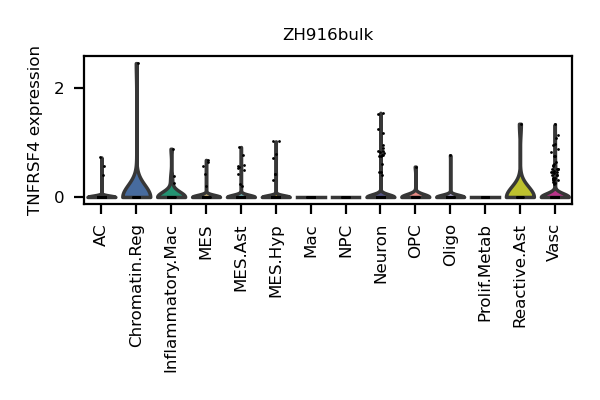 ZH916bulk
TNFRSF4 expression
2
0
AC
Chromatin.Reg
Inflammatory.Mac
MES
MES.Ast
MES.Hyp
Mac
NPC
Neuron
OPC
Oligo
Prolif.Metab
Reactive.Ast
Vasc